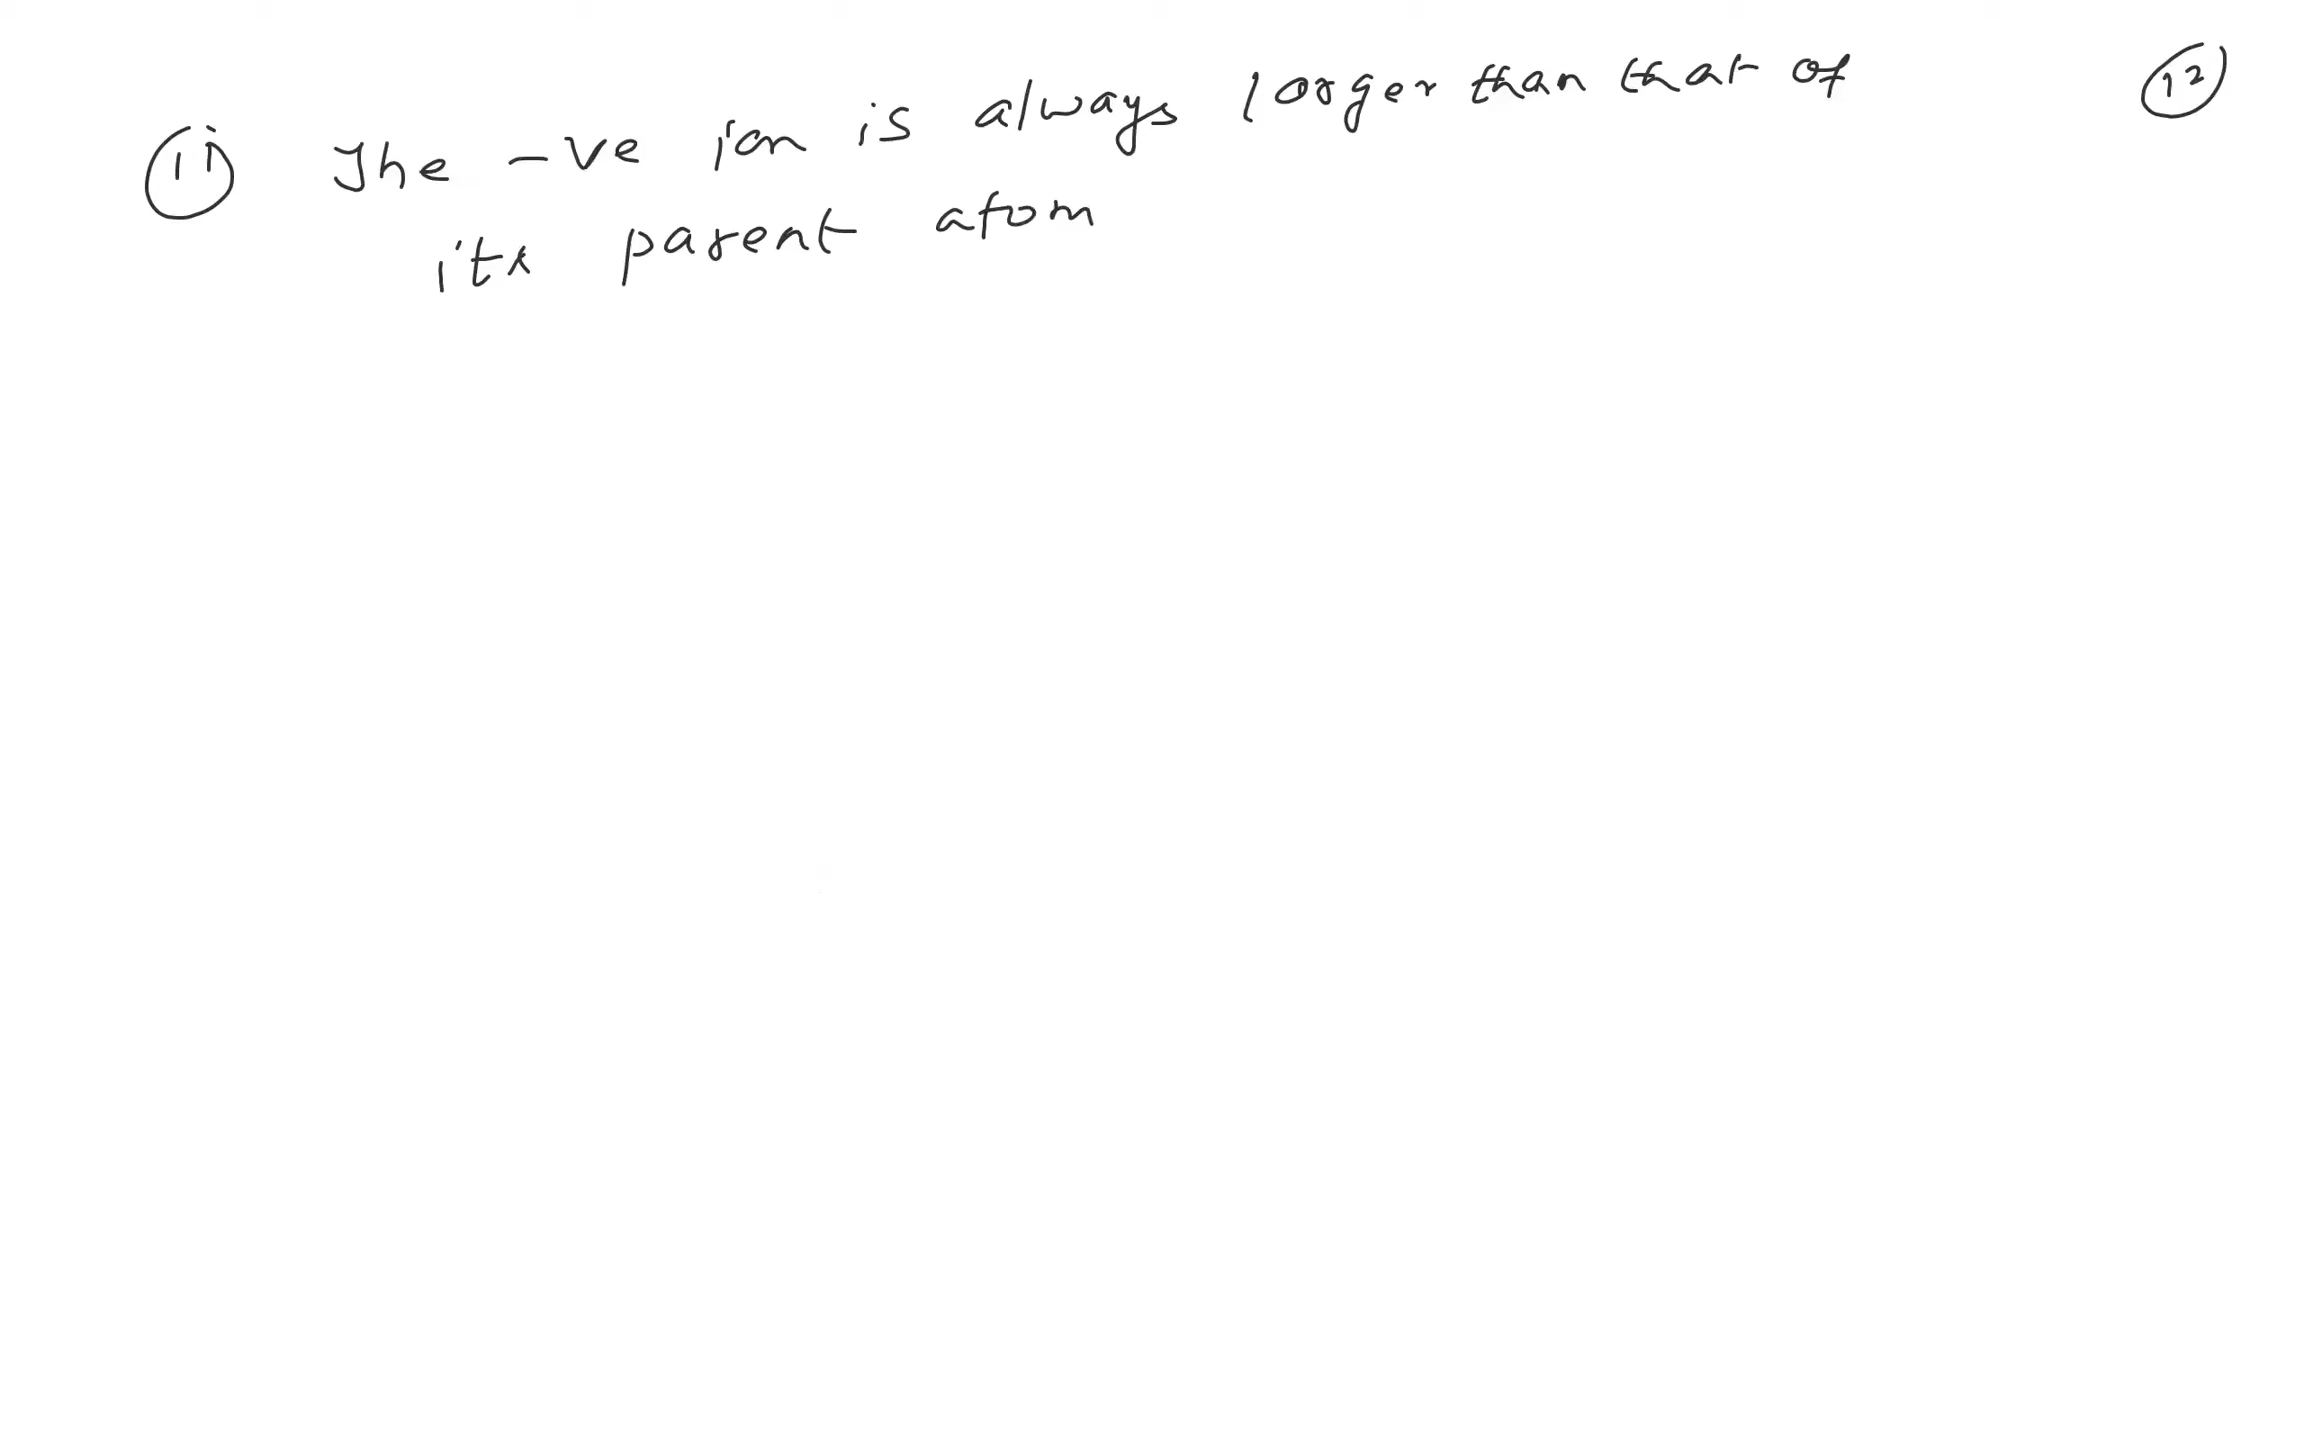 (ii) The -ve ion is always larger than that of
its parent atom
12